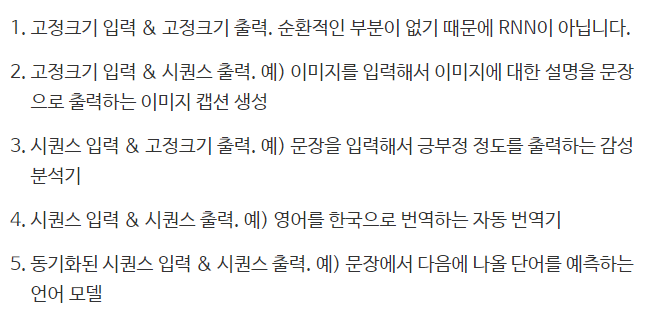 1. 고정크기 입력 & 고정크기 출력. 순환적인 부분이 없기 때문에 RNN이 아닙니다.
2. 고정크기 입력 & 시퀀스 출력. 예) 이미지를 입력해서 이미지에 대한 설명을 문장
으로 출력하는 이미지 캡션 생성
3. 시퀀스 입력 & 고정크기 출력. 예) 문장을 입력해서 긍부정 정도를 출력하는 감성
분석기
4. 시퀀스 입력 & 시퀀스 출력. 예) 영어를 한국으로 번역하는 자동 번역기
5. 동기화된 시퀀스 입력 & 시퀀스 출력. 예) 문장에서 다음에 나올 단어를 예측하는
언어 모델